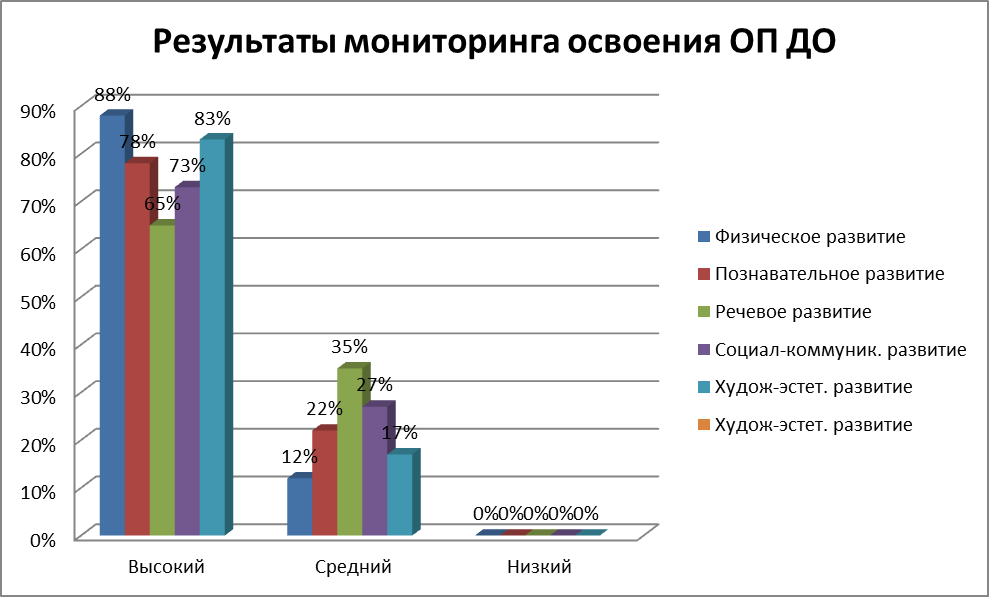 Результаты мониторинга освоения ОП ДО
90%
80%
70%
60%
50%
40%
30%
20%
10%
0%
88%
78%
65%
73%
83%
12%
22%
35%
27%
17%
0%0%0%0%0%
Высокий
Средний
Низкий
Физическое развитие
Познавательное развитие
Речевое развитие
Социал-коммуник. развитие
Худож-эстет. развитие
Худож-эстет. развитие